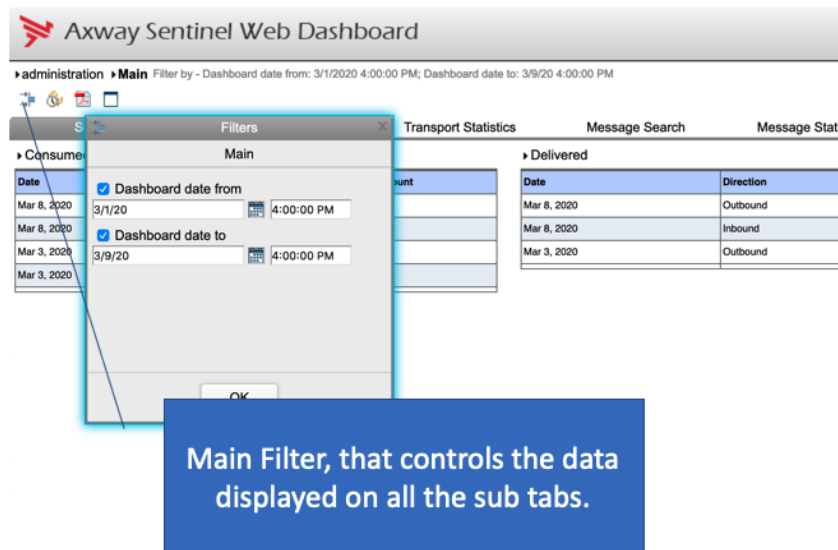 Axway Sentinel Web Dashboard
administration Main Filter by - Dashboard date from: 3/1/2020 4:00:00 PM; Dashboard date to: 3/9/20 4:00:00 PM
S Filters Transport Statistics Message Search Message Stat
Consume Main Delivered
Date ount Date Direction
Dashboard date from
Mar 8, 2020 3/1/20 4:00:00 PM Mar 8, 2020 Outbound
Mar 8, 2020 Dashboard date to Mar 8, 2020 Inbound
Mar 3, 2020 3/9/20 4:00:00 PM Mar 3, 2020 Outbound
Mar 3, 2020
OK
Main Filter, that controls the data
displayed on all the sub tabs.